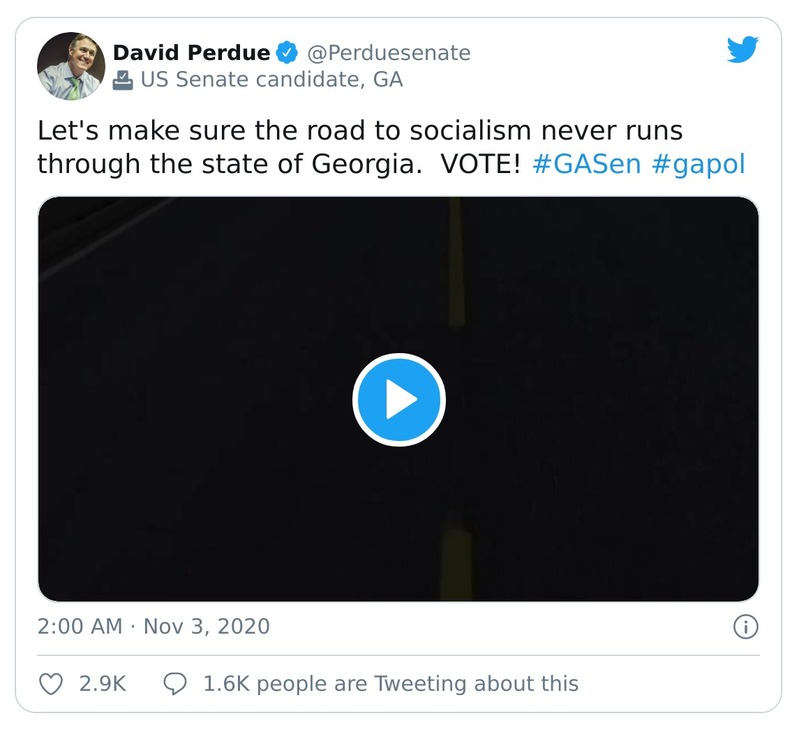 David Perdue @Perduesenate
US Senate candidate, GA
Let's make sure the road to socialism never runs
through the state of Georgia.  VOTE! #GASen #gapol
2:00 AM · Nov 3, 2020
2.9K 1.6K people are Tweeting about this